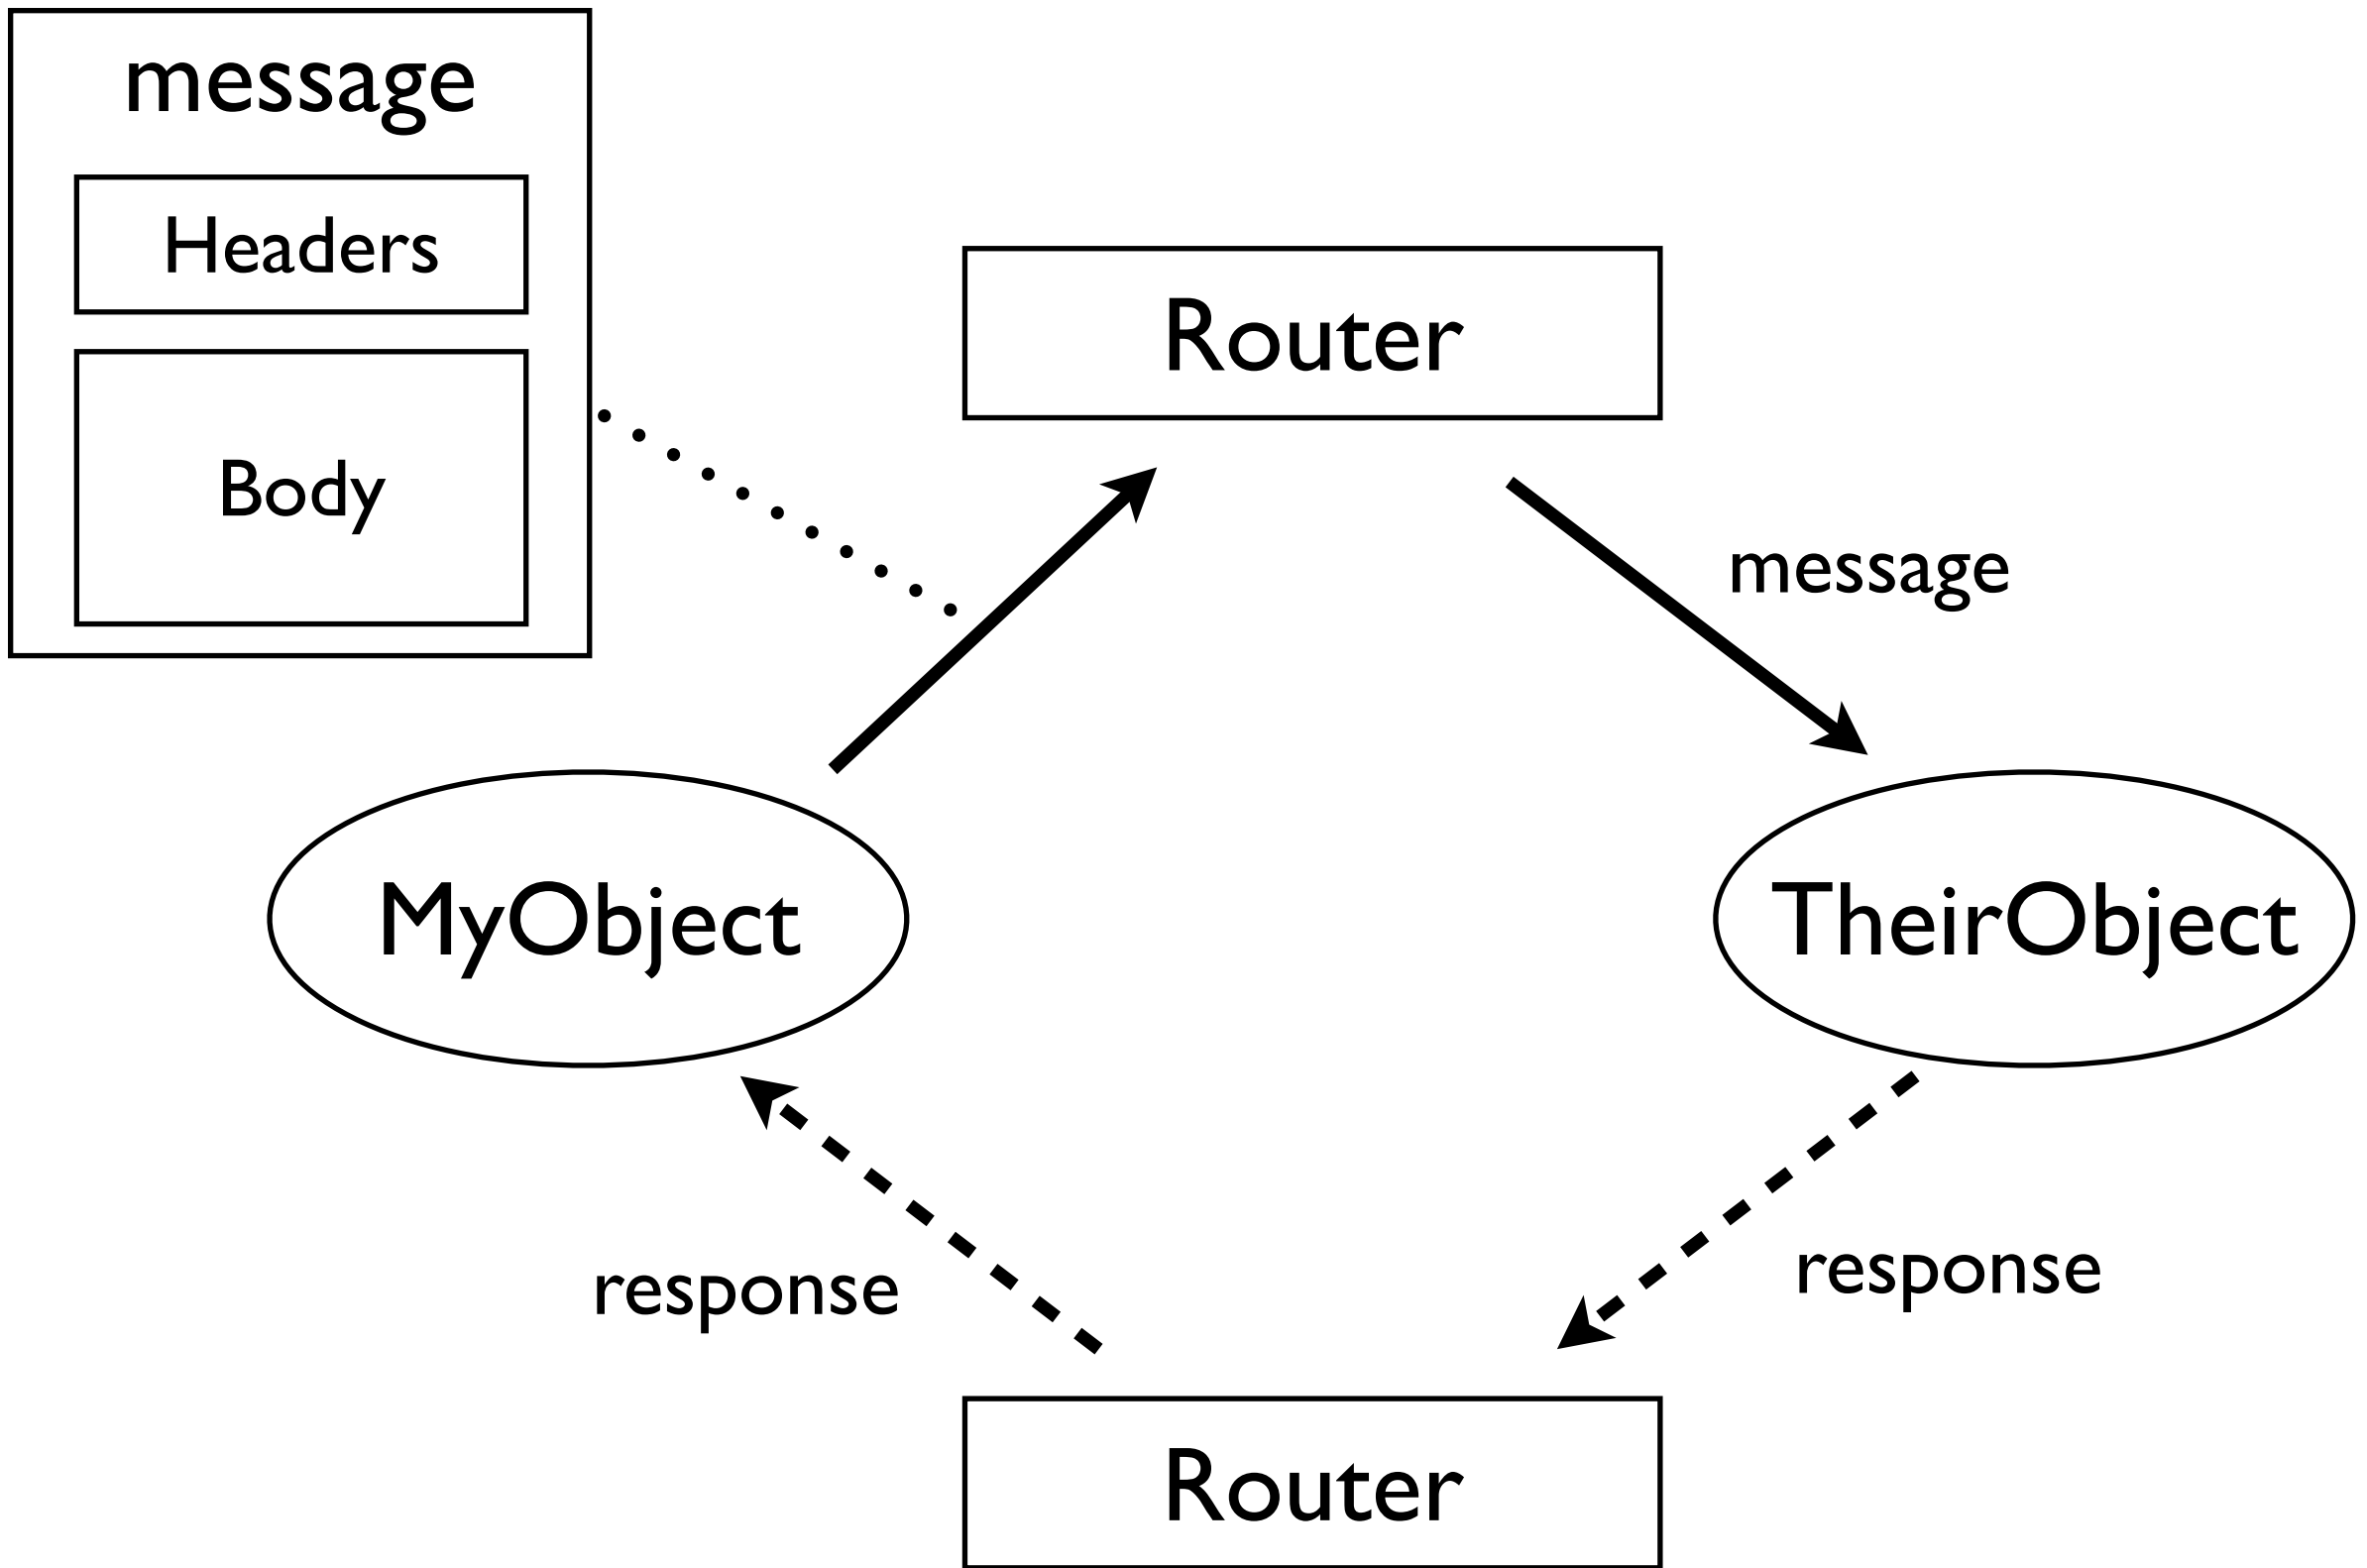 message
Headers
Body
Router
message
MyObject
TheirObject
response
response
Router